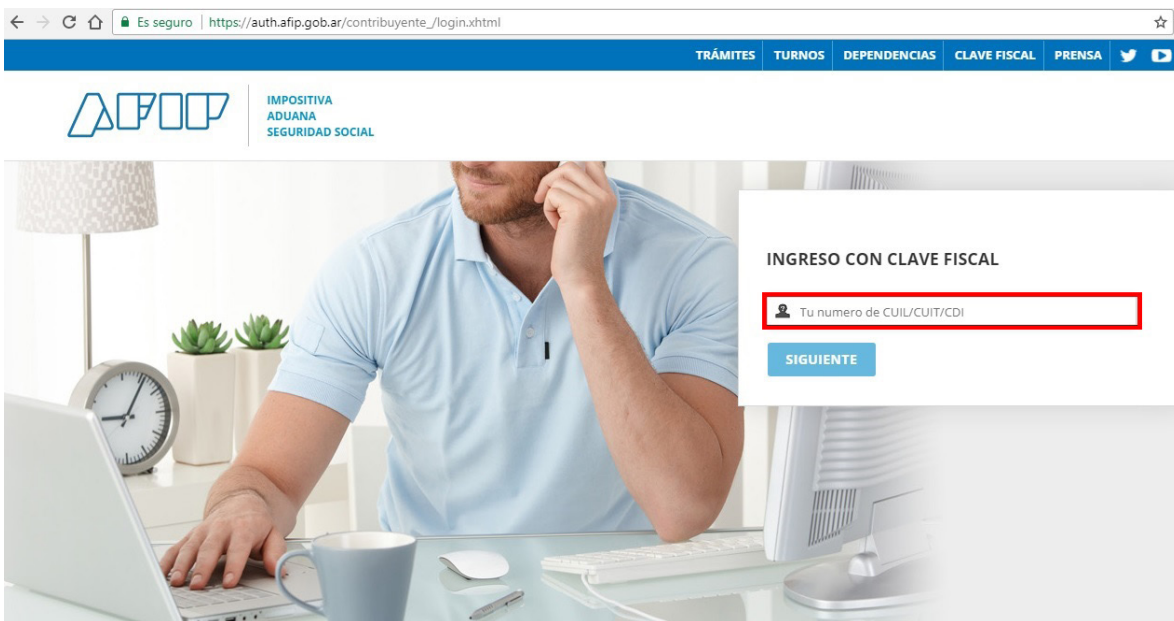 Es seguro | https://auth.afip.gob.ar/contribuyente_/login.xhtml
TRÁMITES TURNOS DEPENDENCIAS CLAVE FISCAL PRENSA
AFIP
IMPOSITIVA
ADUANA
SEGURIDAD SOCIAL
INGRESO CON CLAVE FISCAL
Tu numero de CUIL/CUIT/CDI
SIGUIENTE